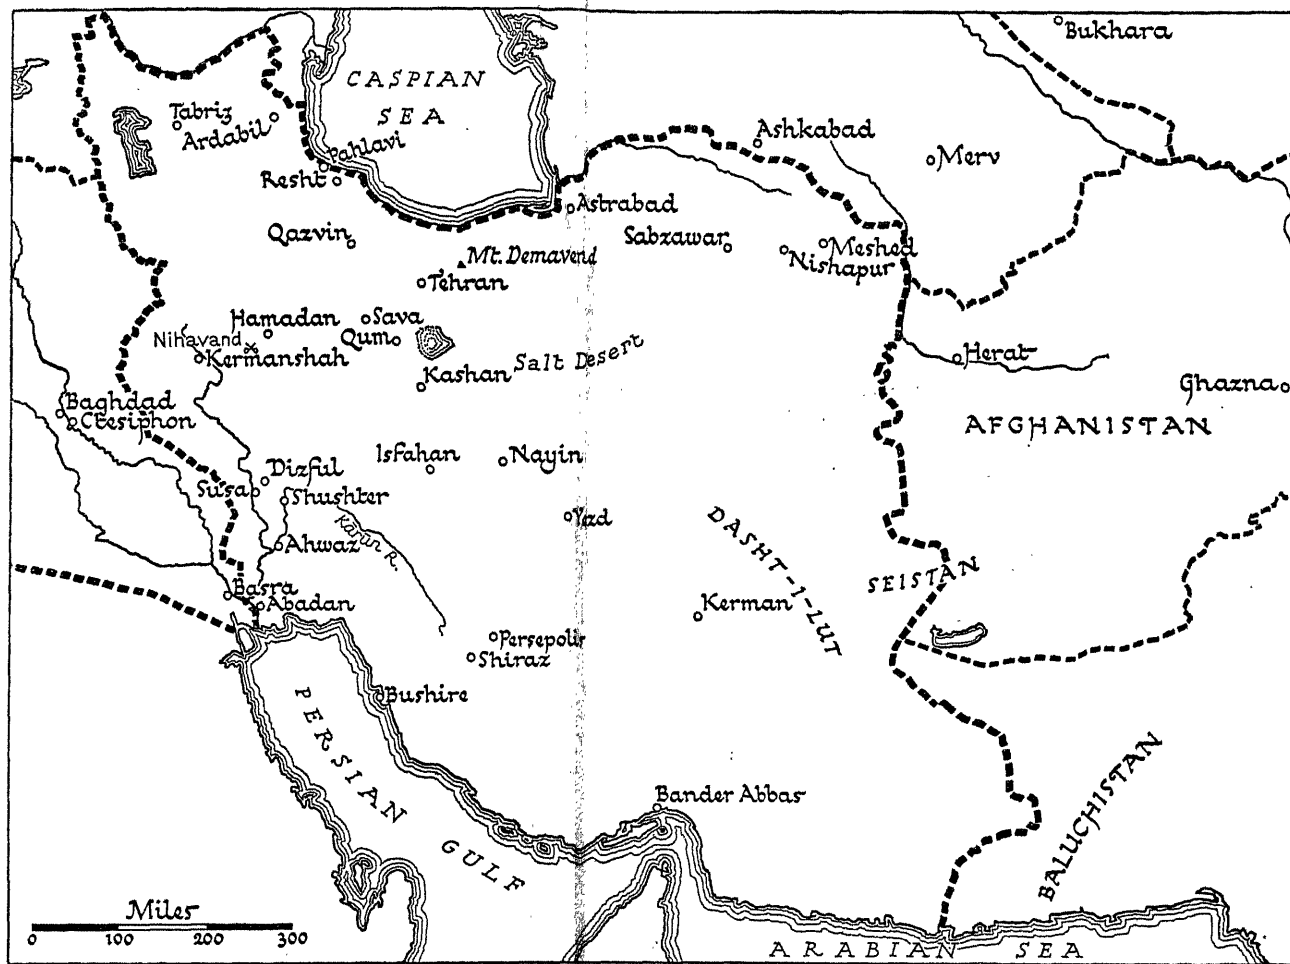 Bukhara
CASPIAN
SEA
Tabriz
Ardabil
Ashkabad
Merv
Pahlavi
Resht
Astrabad
Qazvin
Sabzawar
Meshed
Nishapur
Mt. Demavend
Tehran
Hamadan
Sava
Nihavand
Qum
Kermanshah
Salt Desert
Herat
Kashan
Ghazna
Baghdad
Ctesiphon
AFGHANISTAN
Isfahan
Nayin
Dizful
Susa
Shushter
Yezd
Karun R.
DASHT-I-LUT
Ahwaz
SEISTAN
Basra
Abadan
Kerman
Persepolis
Shiraz
Bushire
PERSIAN
GULF
Bander Abbas
BALUCHISTAN
Miles
0 100 200 300
ARABIAN SEA